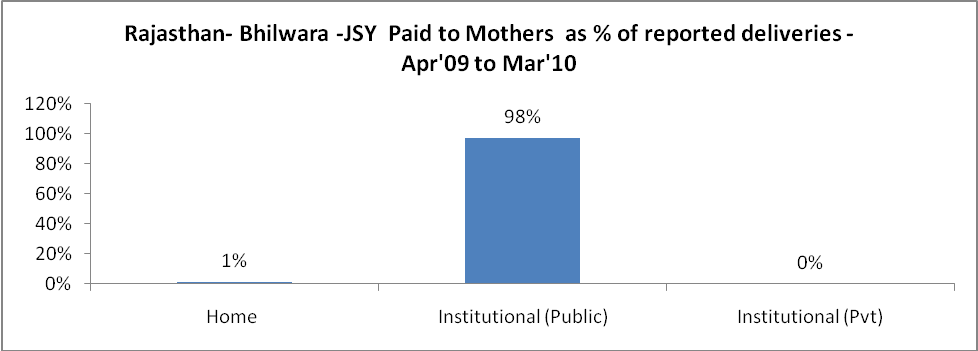 Rajasthan- Bhilwara -JSY  Paid to Mothers  as % of reported deliveries -
Apr'09 to Mar'10
120%
100%
80%
60%
40%
20%
0%
1%
98%
0%
Home
Institutional (Public)
Institutional (Pvt)